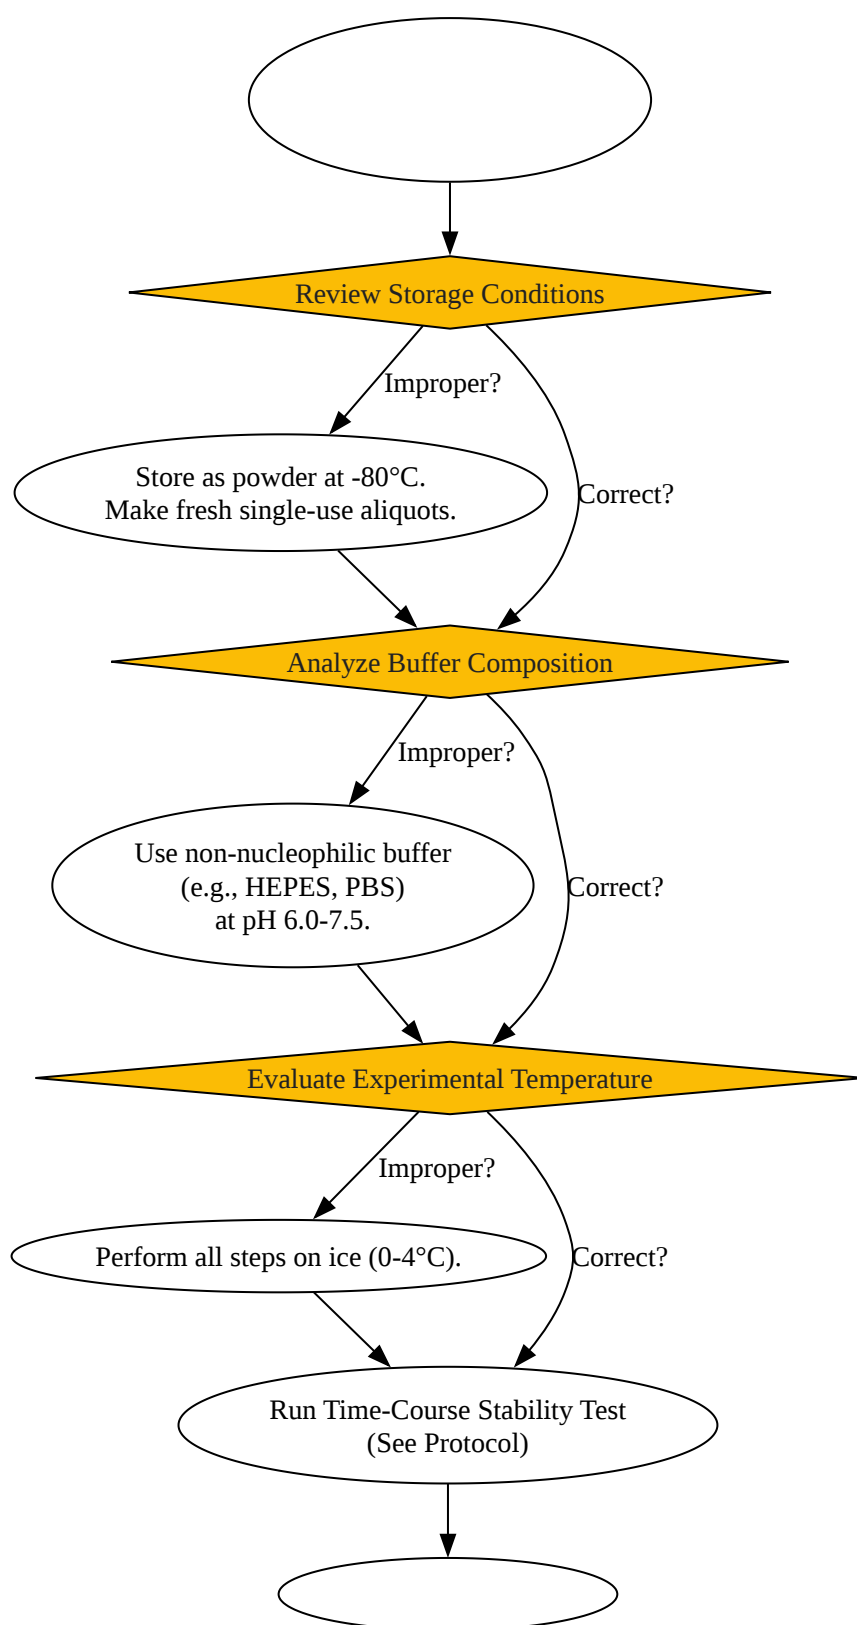 Review Storage Conditions
Improper?
Store as powder at -80°C.
Make fresh single-use aliquots.
Correct?
Analyze Buffer Composition
Improper?
Use non-nucleophilic buffer
(e.g., HEPES, PBS)
at pH 6.0-7.5.
Correct?
Evaluate Experimental Temperature
Improper?
Perform all steps on ice (0-4°C).
Correct?
Run Time-Course Stability Test
(See Protocol)